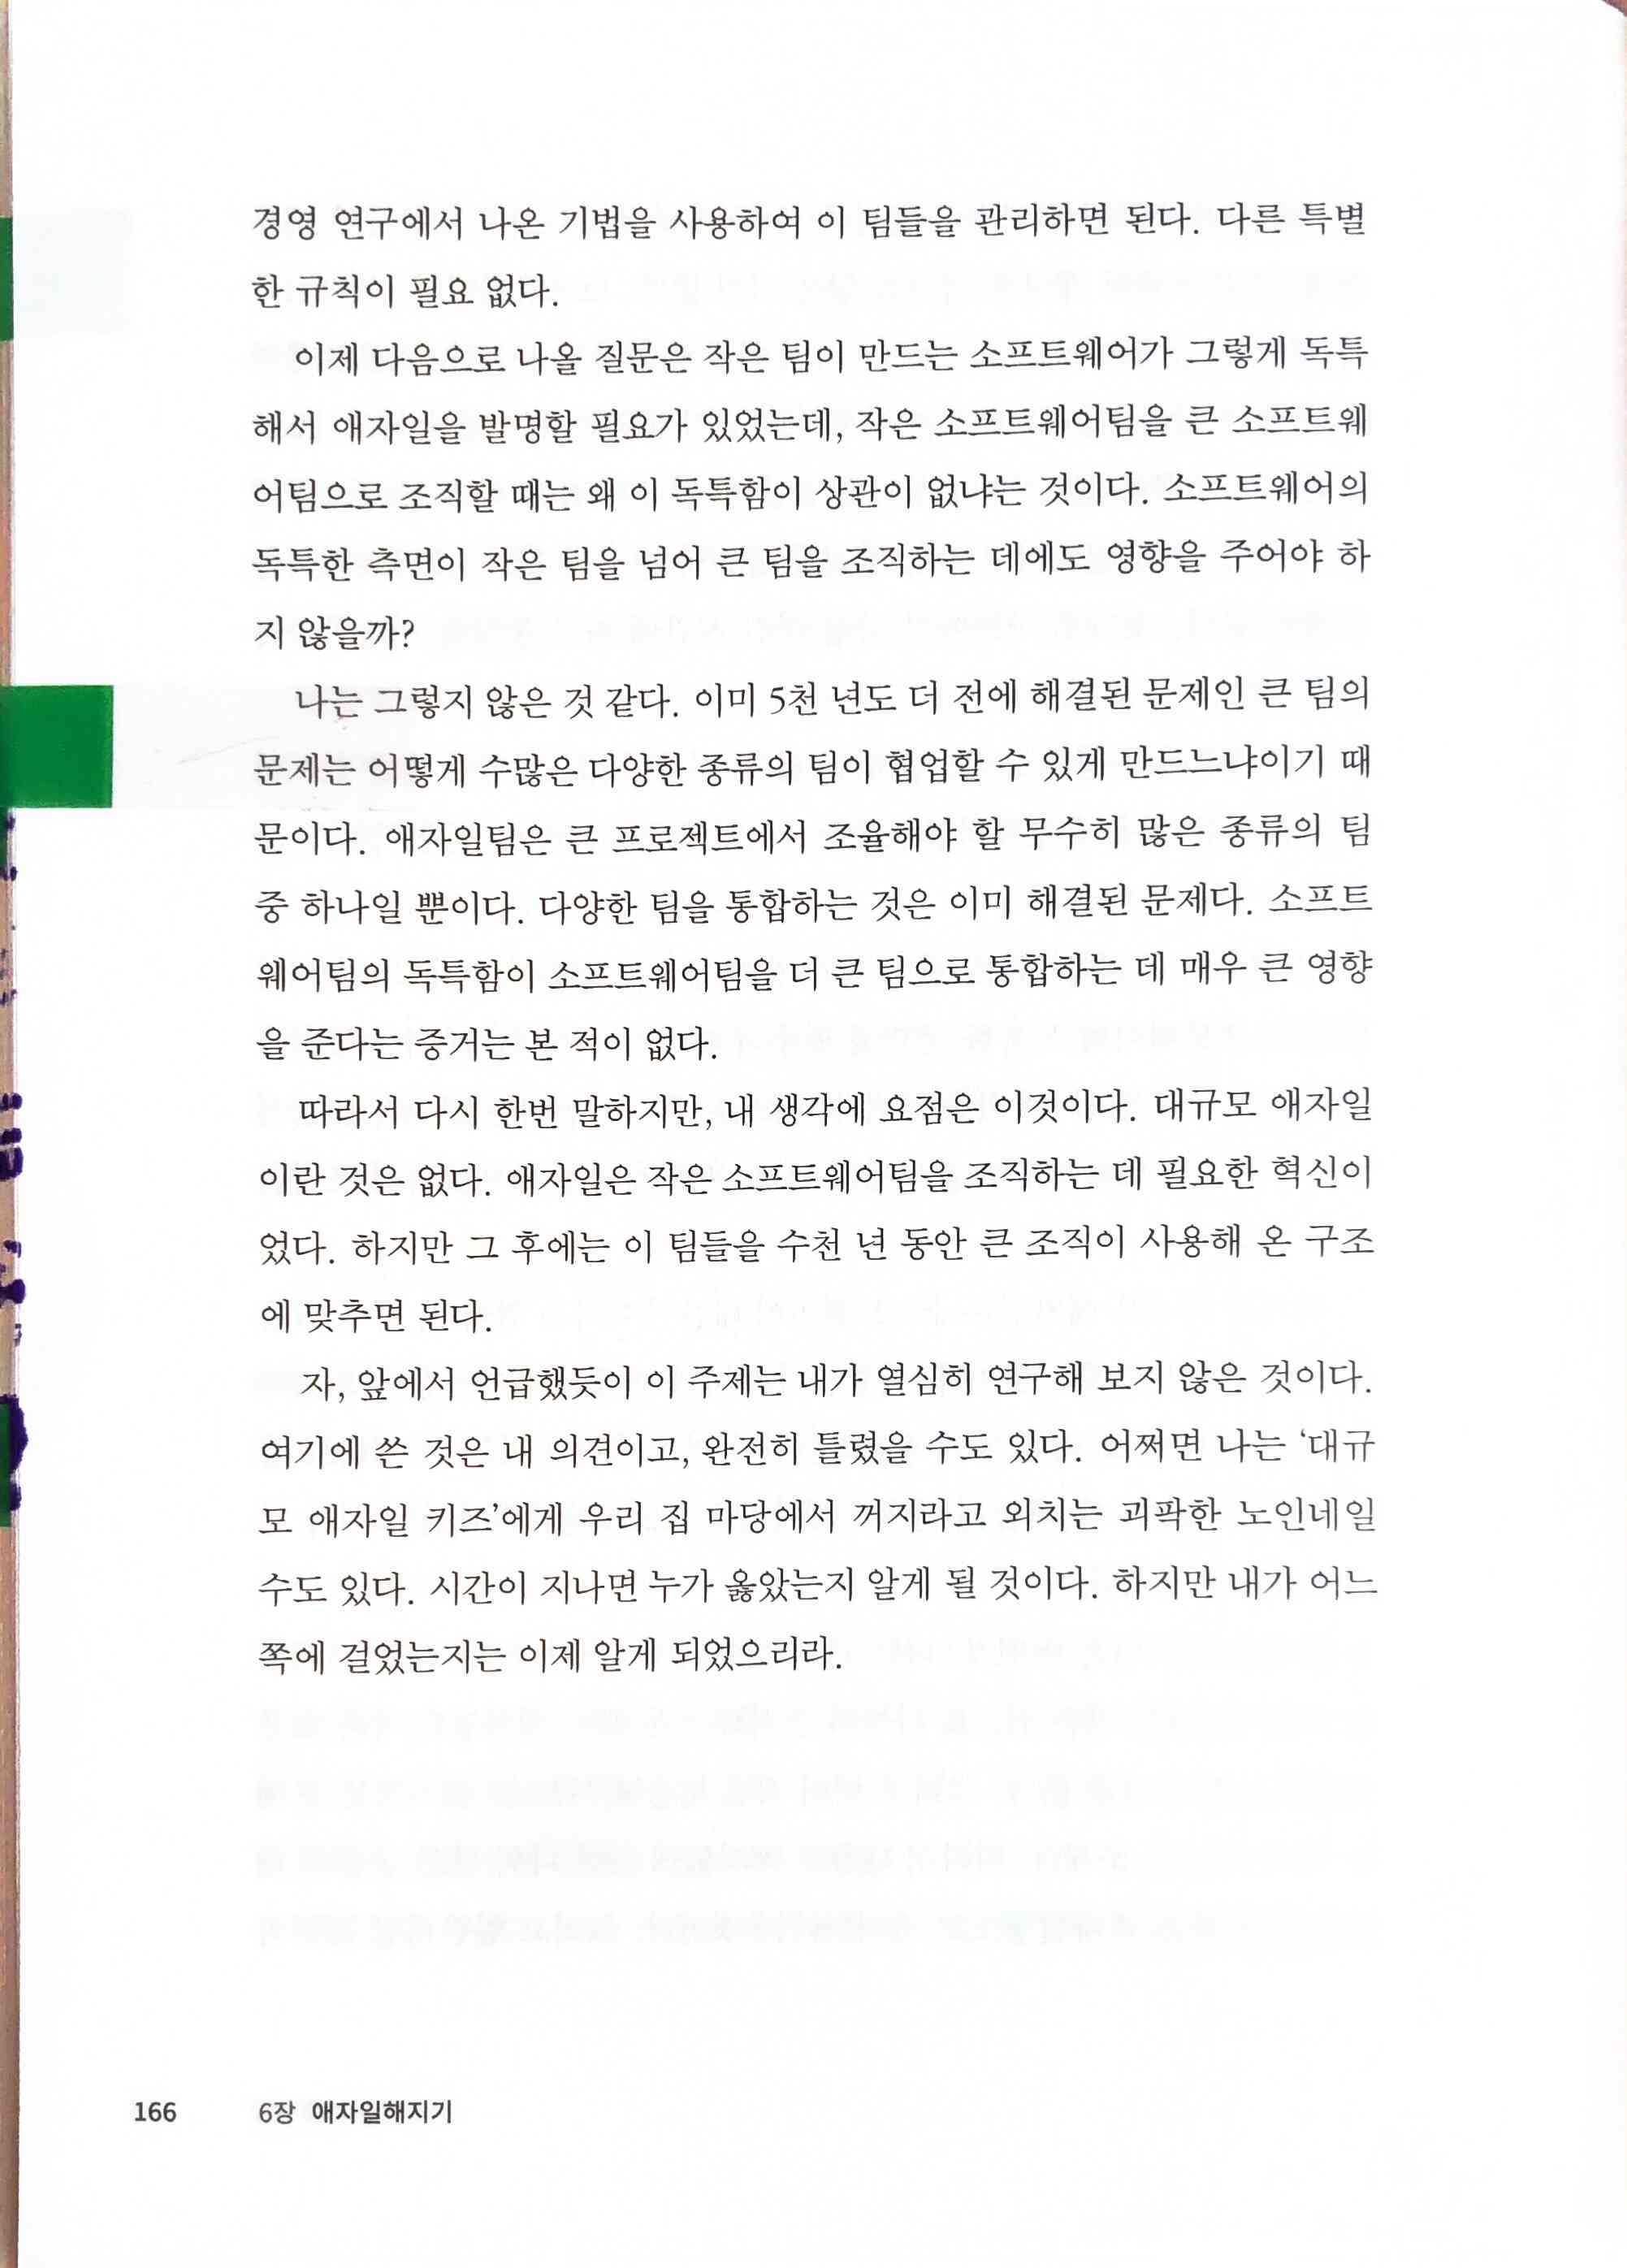 경영 연구에서 나온 기법을 사용하여 이 팀들을 관리하면 된다. 다른 특별
한 규칙이 필요 없다.
이제 다음으로 나올 질문은 작은 팀이 만드는 소프트웨어가 그렇게 독특
해서 애자일을 발명할 필요가 있었는데, 작은 소프트웨어팀을 큰 소프트웨
어팀으로 조직할 때는 왜 이 독특함이 상관이 없냐는 것이다. 소프트웨어의
독특한 측면이 작은 팀을 넘어 큰 팀을 조직하는 데에도 영향을 주어야 하
지 않을까?
나는 그렇지 않은 것 같다. 이미 5천 년도 더 전에 해결된 문제인 큰 팀의
문제는 어떻게 수많은 다양한 종류의 팀이 협업할 수 있게 만드느냐이기 때
문이다. 애자일팀은 큰 프로젝트에서 조율해야 할 무수히 많은 종류의 팀
중 하나일 뿐이다. 다양한 팀을 통합하는 것은 이미 해결된 문제다. 소프트
웨어팀의 독특함이 소프트웨어팀을 더 큰 팀으로 통합하는 데 매우 큰 영향
을 준다는 증거는 본 적이 없다.
따라서 다시 한번 말하지만, 내 생각에 요점은 이것이다. 대규모 애자일
이란 것은 없다. 애자일은 작은 소프트웨어팀을 조직하는 데 필요한 혁신이
었다. 하지만 그 후에는 이 팀들을 수천 년 동안 큰 조직이 사용해 온 구조
에 맞추면 된다.
자, 앞에서 언급했듯이 이 주제는 내가 열심히 연구해 보지 않은 것이다.
여기에 쓴 것은 내 의견이고, 완전히 틀렸을 수도 있다. 어쩌면 나는 ‘대규
모 애자일 키즈’에게 우리 집 마당에서 꺼지라고 외치는 괴팍한 노인네일
수도 있다. 시간이 지나면 누가 옳았는지 알게 될 것이다. 하지만 내가 어느
쪽에 걸었는지는 이제 알게 되었으리라.
166 6장 애자일해지기